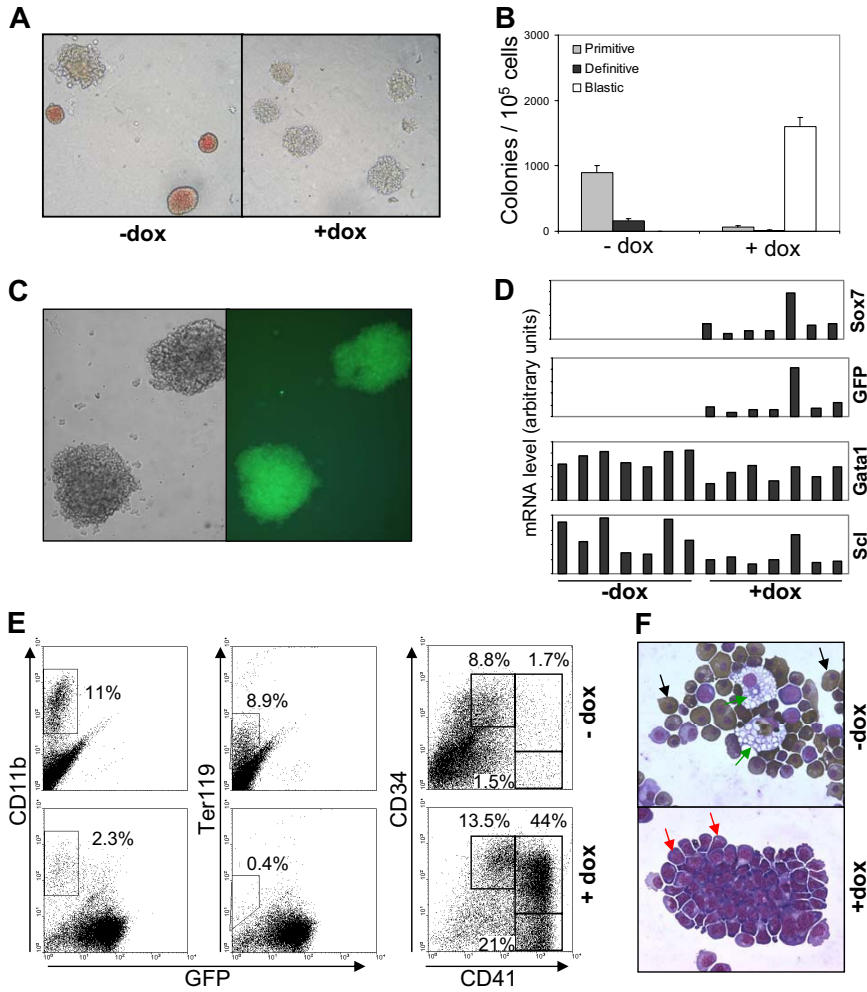 A
-dox
+dox
B
Colonies / 10⁵ cells
3000
2000
1000
0
Primitive
Definitive
Blastic
- dox
+ dox
C
D
mRNA level (arbitrary units)
Sox7
GFP
Gata1
Scl
-dox
+dox
E
CD11b
11%
2.3%
Ter119
8.9%
0.4%
GFP
CD34
8.8%
1.7%
1.5%
- dox
13.5%
44%
21%
+ dox
CD41
F
-dox
+dox